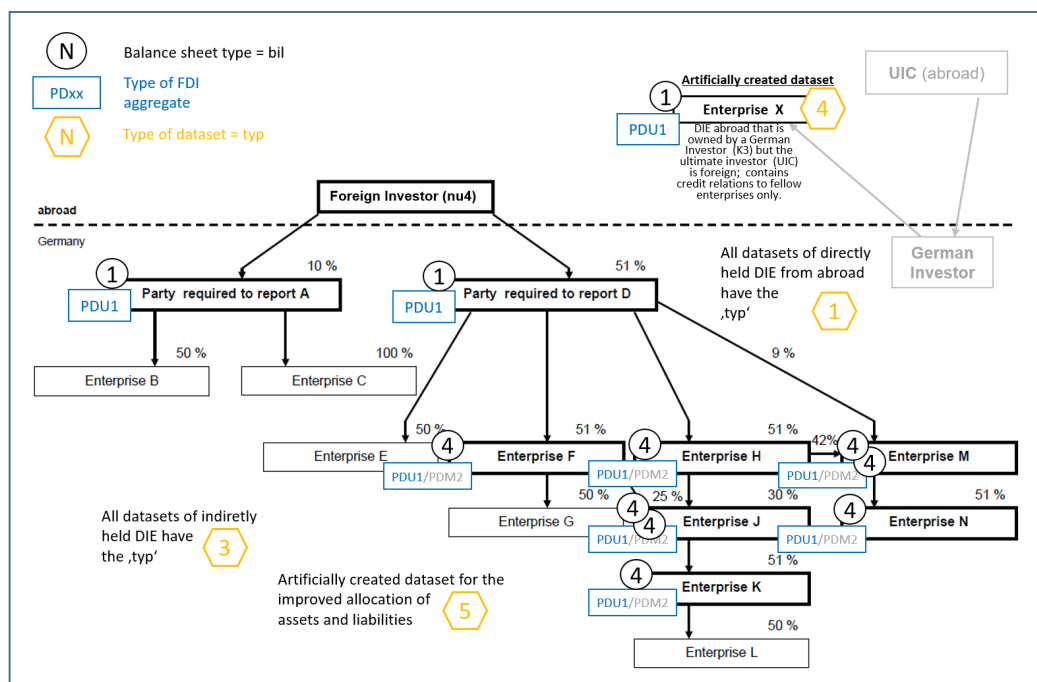 N
Balance sheet type = bil
PDxx
Type of FDI
aggregate
N
Type of dataset = typ
Artificially created dataset
1
Enterprise X
4
PDU1
DIE abroad that is
owned by a German
Investor (K3) but the
ultimate investor (UIC)
is foreign; contains
credit relations to fellow
enterprises only.
UIC (abroad)
Foreign Investor (nu4)
abroad
Germany
German
Investor
All datasets of directly
held DIE from abroad
have the
‚typ‘
1
10 %
1
Party required to report A
PDU1
51 %
1
Party required to report D
PDU1
50 %
100 %
9 %
Enterprise B
Enterprise C
50 %
51 %
51 %
42%
Enterprise E
4
Enterprise F
PDU1/PDM2
4
Enterprise H
PDU1/PDM2
4
4
Enterprise M
PDU1/PDM2
50 %
25 %
30 %
51 %
Enterprise G
4
4
Enterprise J
PDU1/PDM2
4
Enterprise N
PDU1/PDM2
All datasets of indiretly
held DIE have
the ‚typ‘
3
51 %
4
Enterprise K
PDU1/PDM2
Artificially created dataset for the
improved allocation of
assets and liabilities
5
50 %
Enterprise L